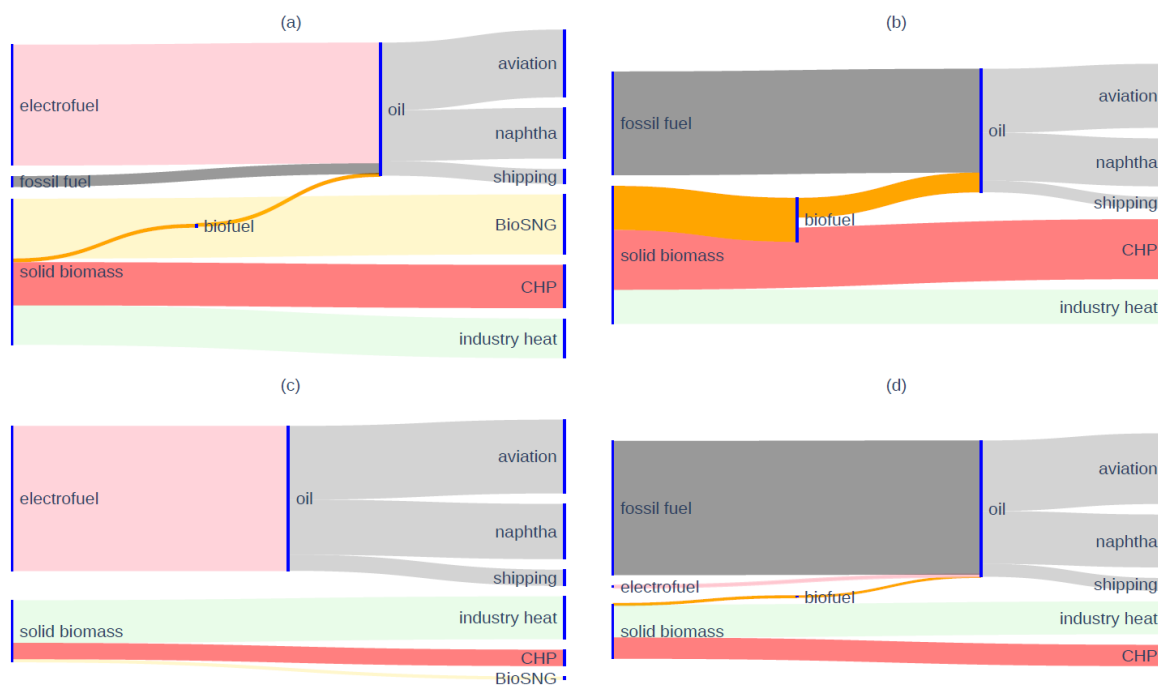 (a)
electrofuel
fossil fuel
solid biomass
biofuel
oil
aviation
naphtha
shipping
BioSNG
CHP
industry heat
(b)
fossil fuel
solid biomass
biofuel
oil
aviation
naphtha
shipping
CHP
industry heat
(c)
electrofuel
solid biomass
oil
aviation
naphtha
shipping
industry heat
CHP
BioSNG
(d)
fossil fuel
electrofuel
solid biomass
biofuel
oil
aviation
naphtha
shipping
industry heat
CHP